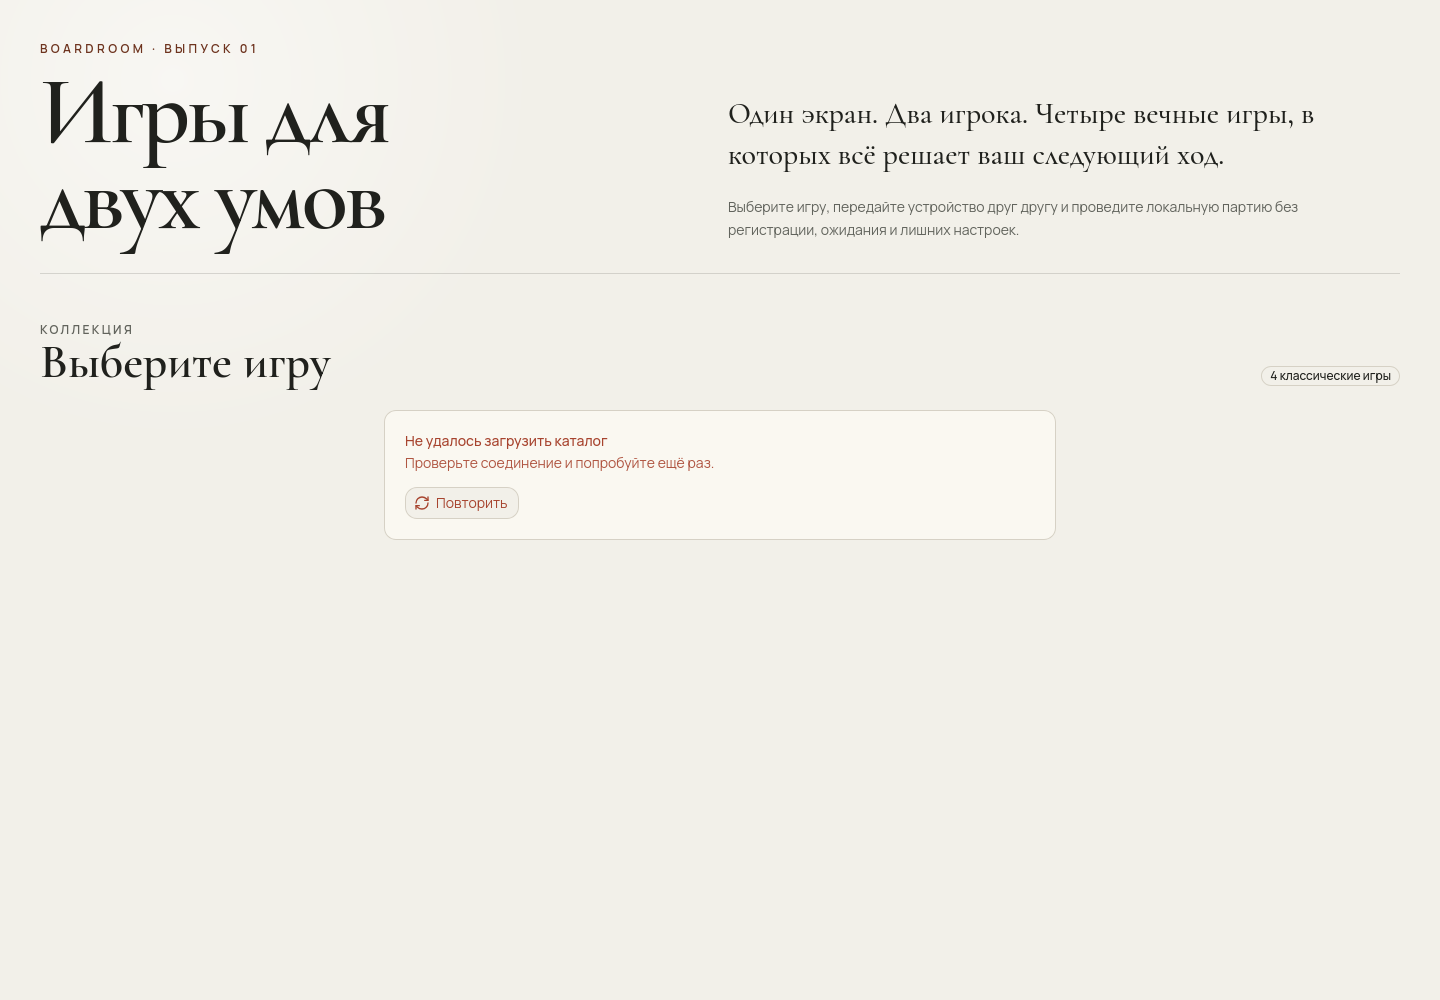 BOARDROOM · ВЫПУСК 01
Игры для
двух умов
Один экран. Два игрока. Четыре вечные игры, в
которых всё решает ваш следующий ход.
Выберите игру, передайте устройство друг другу и проведите локальную партию без
регистрации, ожидания и лишних настроек.
КОЛЛЕКЦИЯ
Выберите игру
4 классические игры
Не удалось загрузить каталог
Проверьте соединение и попробуйте ещё раз.
Повторить